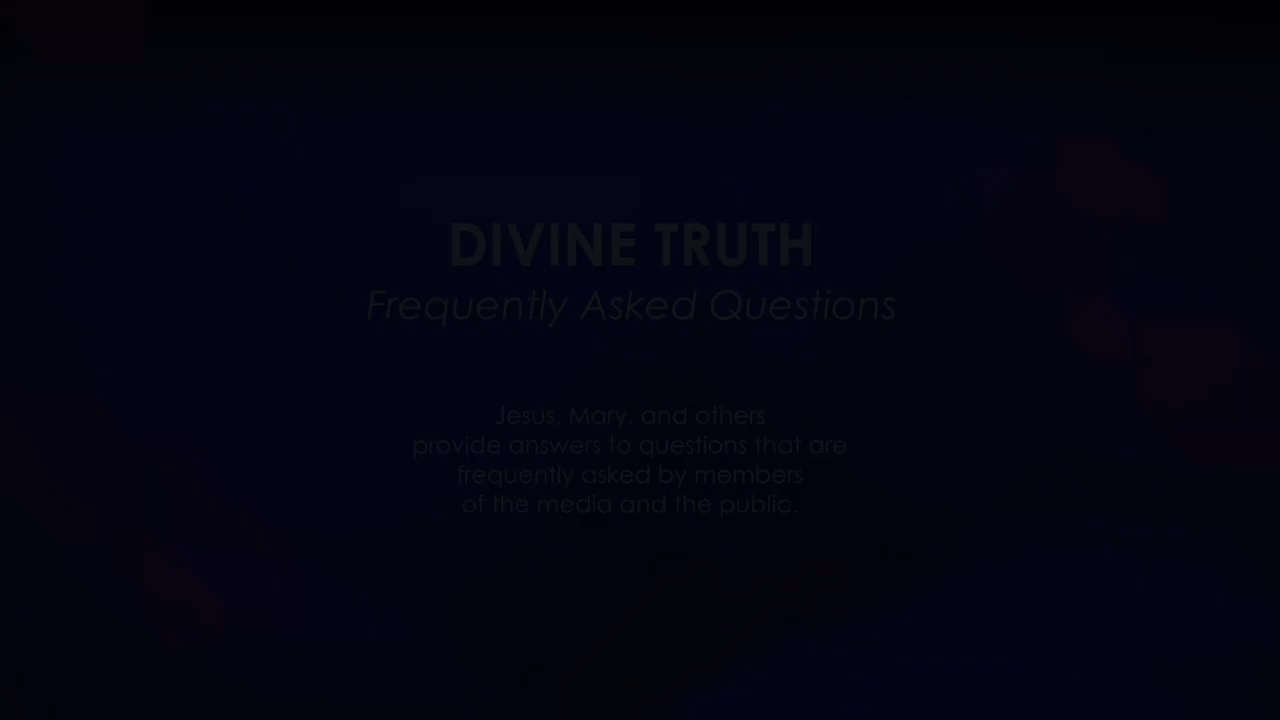 DIVINE TRUTH
Frequently Asked Questions
Jesus, Mary, and others
provide answers to questions that are
frequently asked by members
of the media and the public.